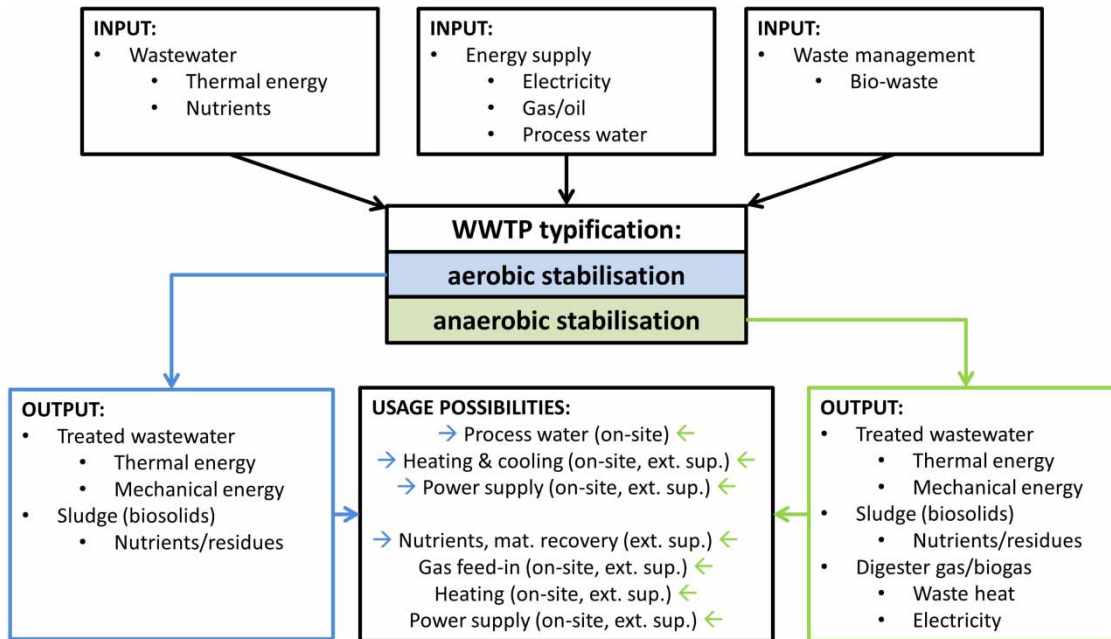 INPUT:
• Wastewater
• Thermal energy
• Nutrients
INPUT:
• Energy supply
• Electricity
• Gas/oil
• Process water
INPUT:
• Waste management
• Bio-waste
WWTP typification:
aerobic stabilisation
anaerobic stabilisation
OUTPUT:
• Treated wastewater
• Thermal energy
• Mechanical energy
• Sludge (biosolids)
• Nutrients/residues
USAGE POSSIBILITIES:
→ Process water (on-site) ←
→ Heating & cooling (on-site, ext. sup.) ←
→ Power supply (on-site, ext. sup.) ←
→ Nutrients, mat. recovery (ext. sup.) ←
Gas feed-in (on-site, ext. sup.) ←
Heating (on-site, ext. sup.) ←
Power supply (on-site, ext. sup.) ←
OUTPUT:
• Treated wastewater
• Thermal energy
• Mechanical energy
• Sludge (biosolids)
• Nutrients/residues
• Digester gas/biogas
• Waste heat
• Electricity